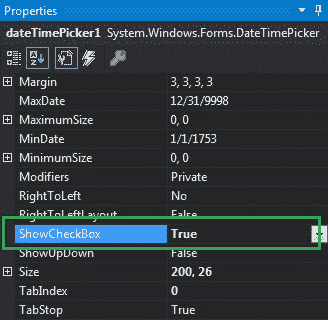 Properties
dateTimePicker1 System.Windows.Forms.DateTimePicker
Margin 3, 3, 3, 3
MaxDate 12/31/9998
MaximumSize 0, 0
MinDate 1/1/1753
MinimumSize 0, 0
Modifiers Private
RightToLeft No
RightToLeftLayout False
ShowCheckBox True
ShowUpDown False
Size 200, 26
TabIndex 0
TabStop True